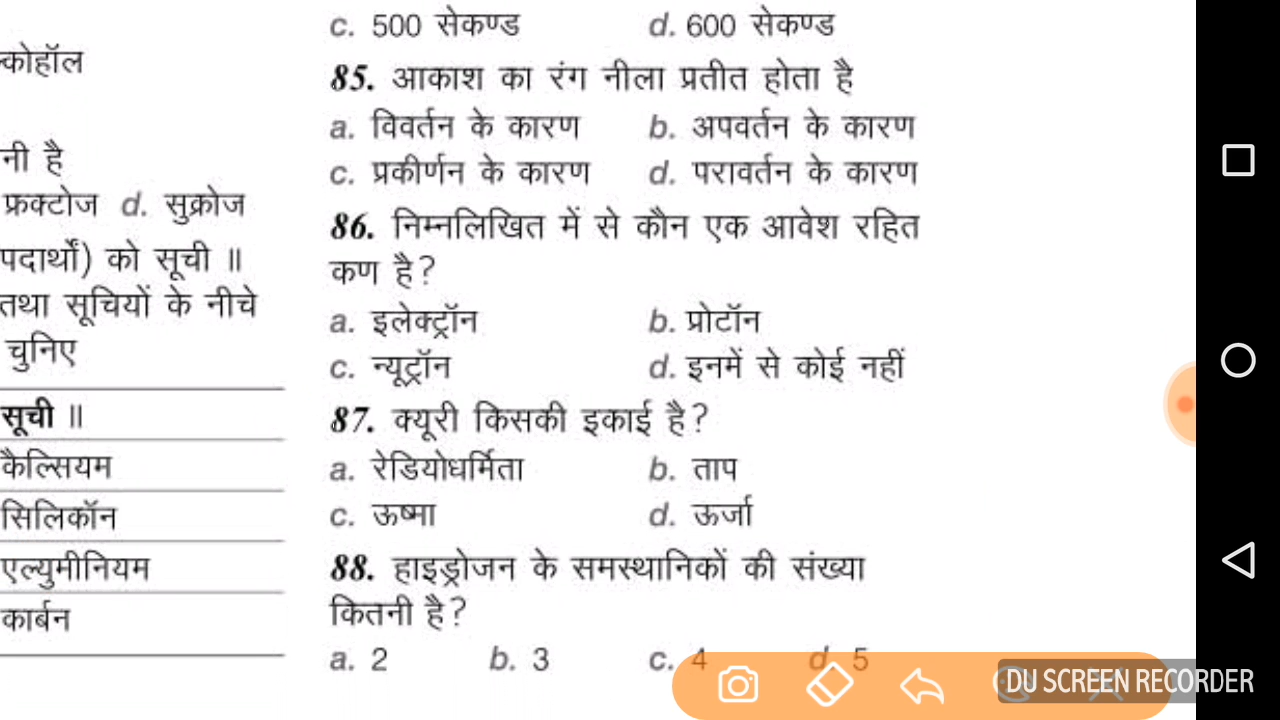 कोहॉल
नी है
फ्रक्टोज d. सुक्रोज
पदार्थों) को सूची II
तथा सूचियों के नीचे
चुनिए
सूची II
कैल्सियम
सिलिकॉन
एल्युमीनियम
कार्बन
c. 500 सेकण्ड d. 600 सेकण्ड
85. आकाश का रंग नीला प्रतीत होता है
a. विवर्तन के कारण b. अपवर्तन के कारण
c. प्रकीर्णन के कारण d. परावर्तन के कारण
86. निम्नलिखित में से कौन एक आवेश रहित
कण है?
a. इलेक्ट्रॉन b. प्रोटॉन
c. न्यूट्रॉन d. इनमें से कोई नहीं
87. क्यूरी किसकी इकाई है?
a. रेडियोधर्मिता b. ताप
c. ऊष्मा d. ऊर्जा
88. हाइड्रोजन के समस्थानिकों की संख्या
कितनी है?
a. 2 b. 3 c. 4 d. 5
DU SCREEN RECORDER